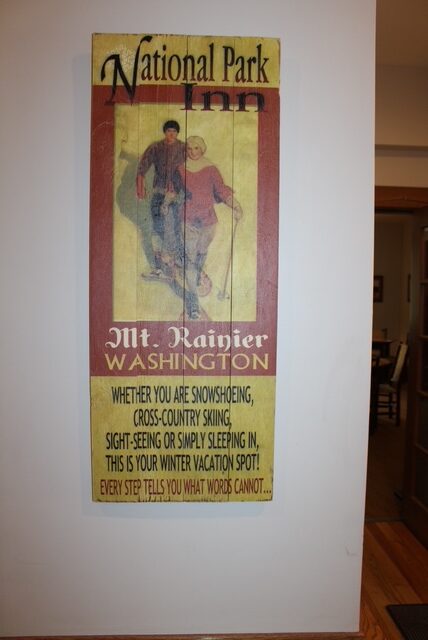 National Park
Inn
Mt. Rainier
WASHINGTON
WHETHER YOU ARE SNOWSHOEING,
CROSS-COUNTRY SKIING,
SIGHT-SEEING OR SIMPLY SLEEPING IN,
THIS IS YOUR WINTER VACATION SPOT!
EVERY STEP TELLS YOU WHAT WORDS CANNOT...